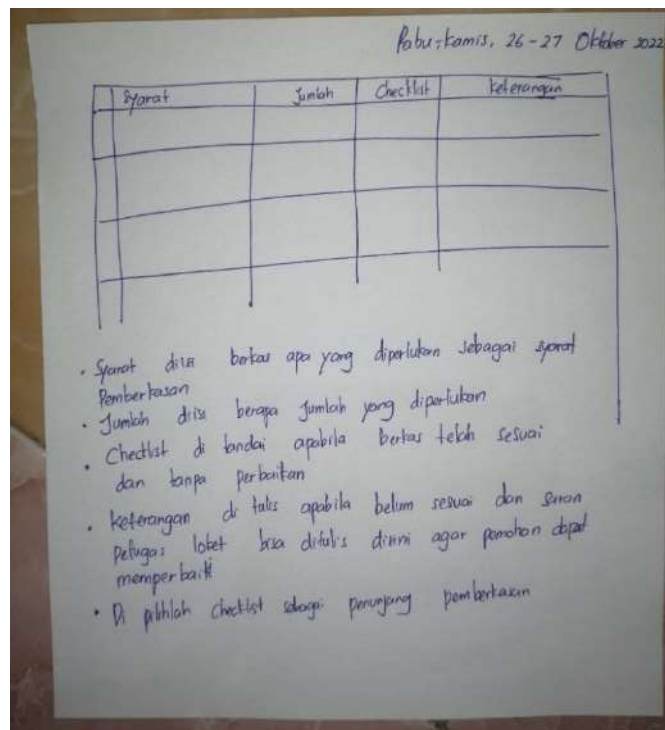 Rabu-Kamis, 26-27 Oktober 2022
Syarat Jumlah Checklist Keterangan
• Syarat diisi berkas apa yang diperlukan sebagai syarat
Pemberkasan
• Jumlah diisi berapa Jumlah yang diperlukan
• Checklist di tandai apabila berkas telah sesuai
dan tanpa perbaikan
• Keterangan di tulis apabila belum sesuai dan saran
Petugas loket bisa ditulis disini agar pemohon dapat
memperbaiki
• Di pilihlah checklist sebagai penunjang pemberkasan